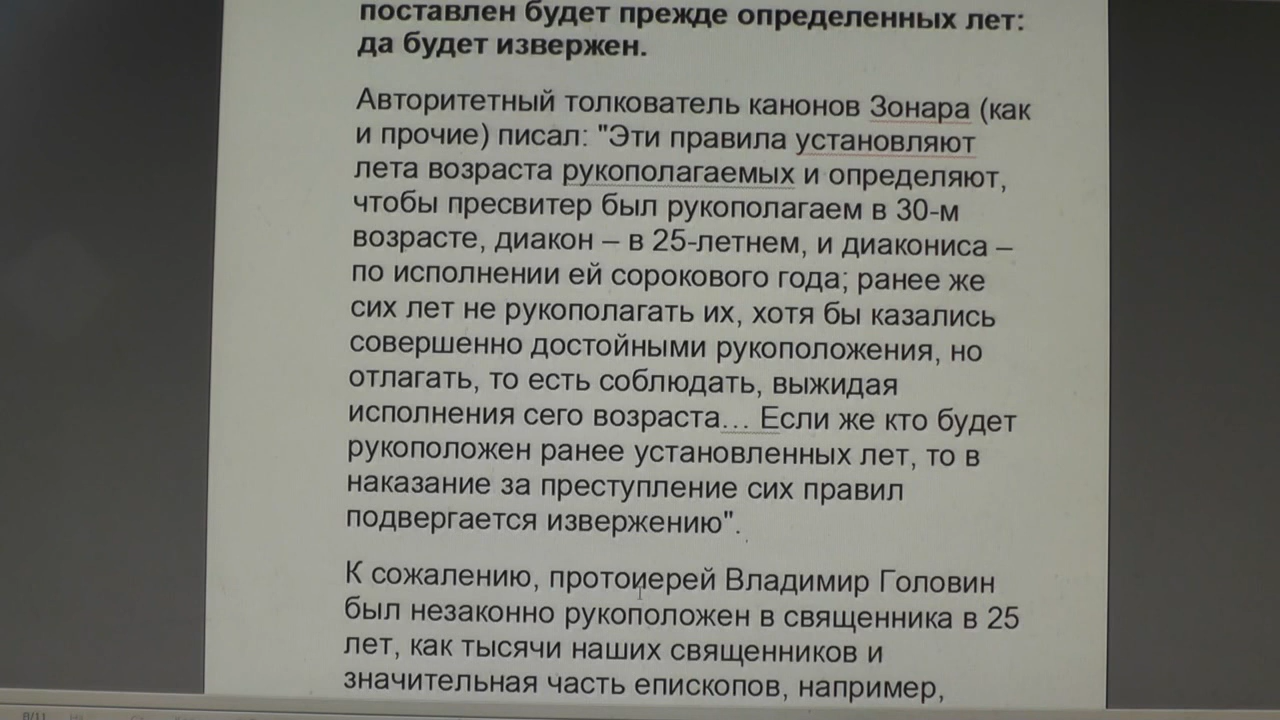 поставлен будет прежде определенных лет:
да будет извержен.
Авторитетный толкователь канонов Зонара (как
и прочие) писал: "Эти правила установляют
лета возраста рукополагаемых и определяют,
чтобы пресвитер был рукополагаем в 30-м
возрасте, диакон – в 25-летнем, и диакониса –
по исполнении ей сорокового года; ранее же
сих лет не рукополагать их, хотя бы казались
совершенно достойными рукоположения, но
отлагать, то есть соблюдать, выжидая
исполнения сего возраста… Если же кто будет
рукоположен ранее установленных лет, то в
наказание за преступление сих правил
подвергается извержению".
К сожалению, протоиерей Владимир Головин
был незаконно рукоположен в священника в 25
лет, как тысячи наших священников и
значительная часть епископов, например,